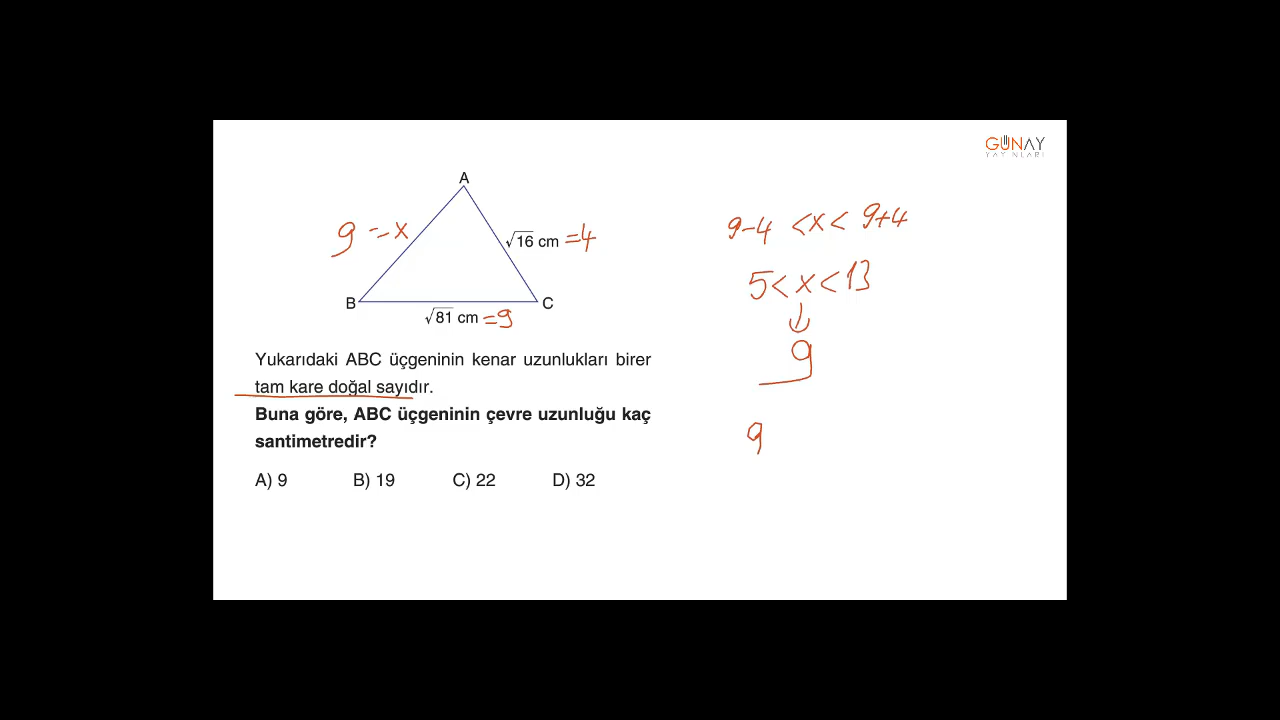 GÜNAY
YAYINLARI
A
9 = x
√16 cm = 4
B
C
√81 cm = 9
Yukarıdaki ABC üçgeninin kenar uzunlukları birer
tam kare doğal sayıdır.
Buna göre, ABC üçgeninin çevre uzunluğu kaç
santimetredir?
A) 9 B) 19 C) 22 D) 32
9-4 < x < 9+4
5 < x < 13
↓
9
9